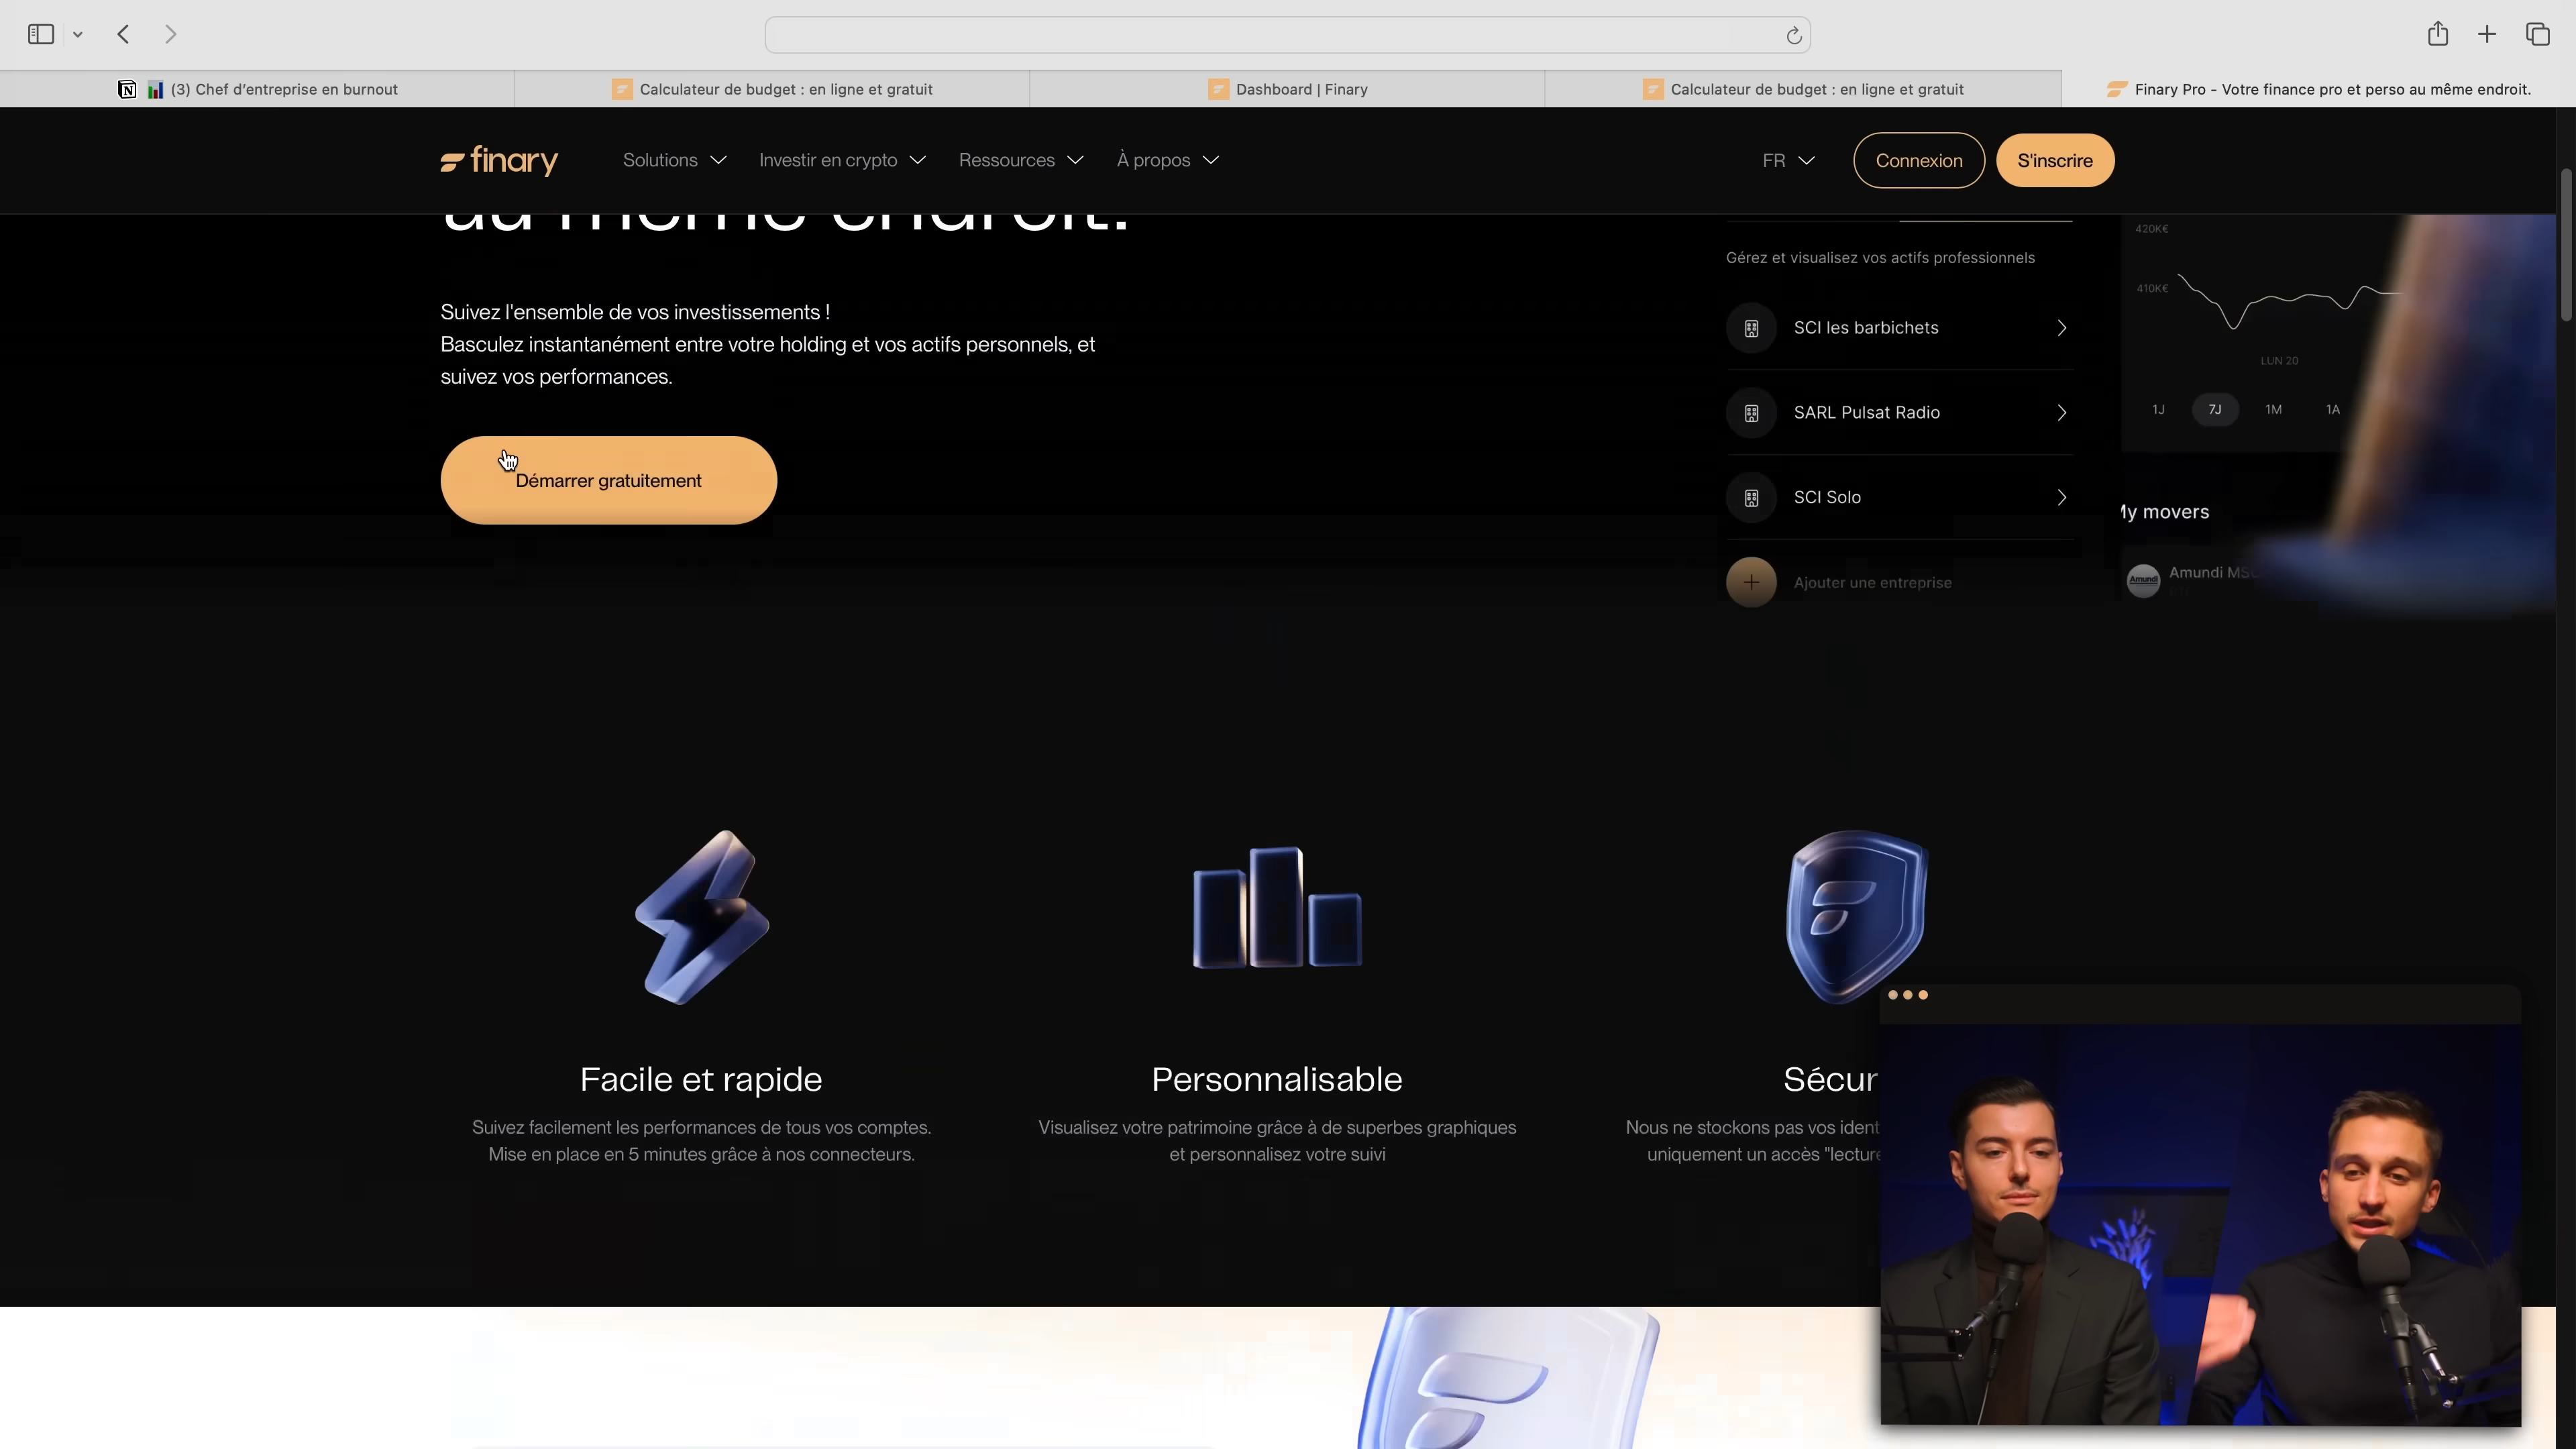 (3) Chef d'entreprise en burnout
Calculateur de budget : en ligne et gratuit
Dashboard | Finary
Calculateur de budget : en ligne et gratuit
Finary Pro - Votre finance pro et perso au même endroit.
finary
Solutions
Investir en crypto
Ressources
À propos
FR
Connexion
S'inscrire
au même endroit.
Suivez l'ensemble de vos investissements !
Basculez instantanément entre votre holding et vos actifs personnels, et
suivez vos performances.
Démarrer gratuitement
Gérez et visualisez vos actifs professionnels
SCI les barbichets
SARL Pulsat Radio
SCI Solo
Ajouter une entreprise
420K€
410K€
LUN 20
1J
7J
1M
1A
My movers
Amundi
Amundi MSC
Facile et rapide
Suivez facilement les performances de tous vos comptes.
Mise en place en 5 minutes grâce à nos connecteurs.
Personnalisable
Visualisez votre patrimoine grâce à de superbes graphiques
et personnalisez votre suivi
Sécur
Nous ne stockons pas vos ident
uniquement un accès "lecture